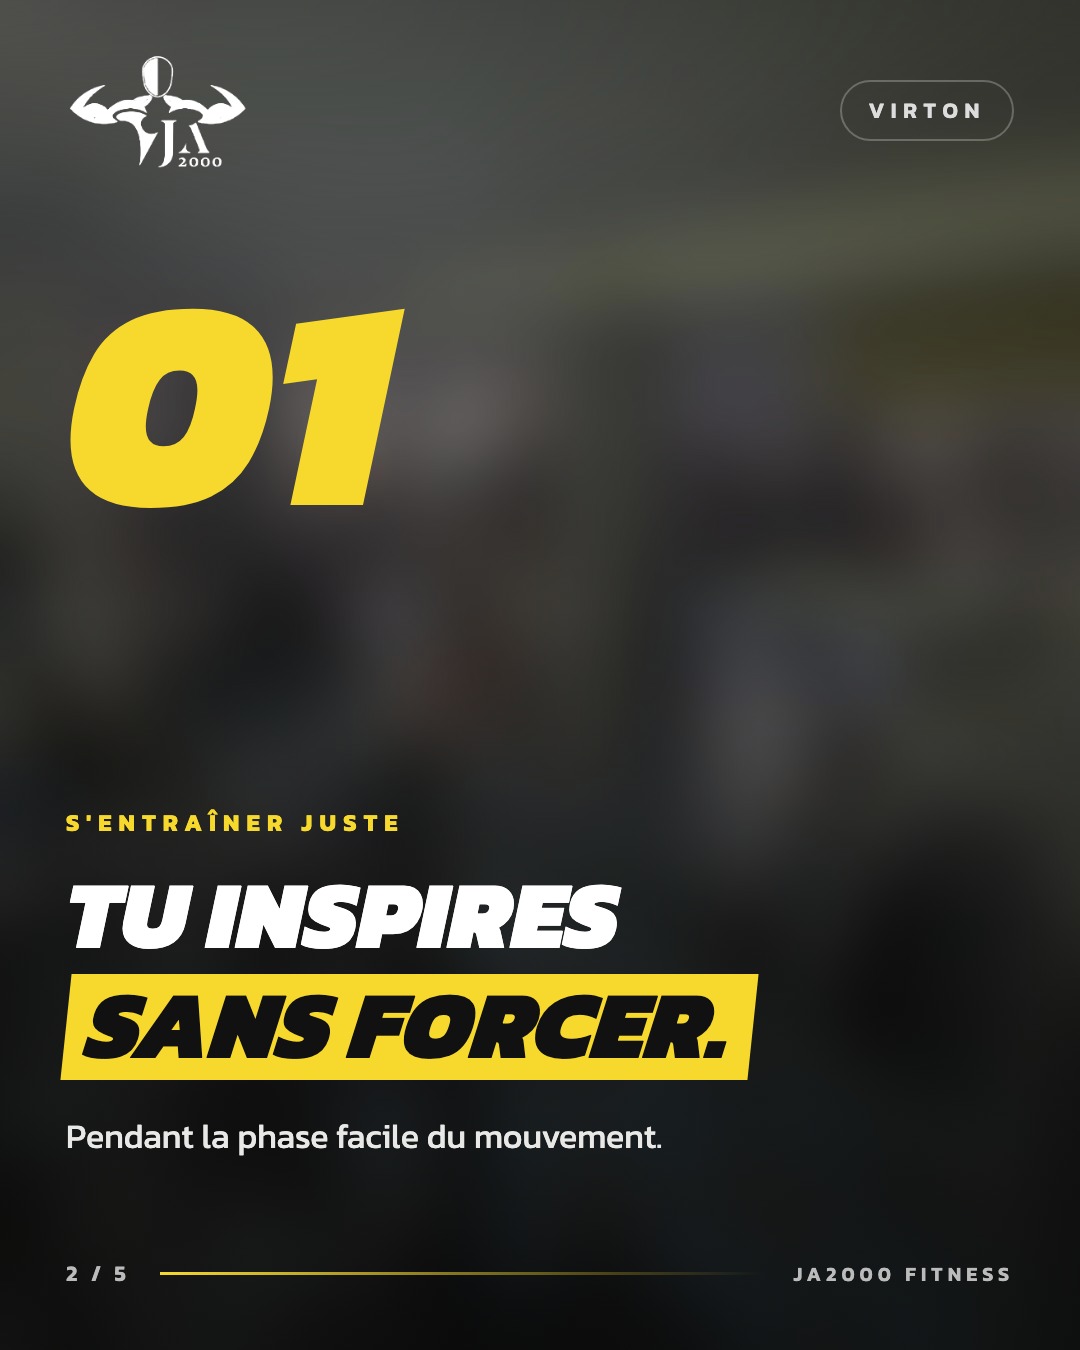 JA
2000
VIRTON
01
S'ENTRAÎNER JUSTE
TU INSPIRES
SANS FORCER.
Pendant la phase facile du mouvement.
2 / 5
JA2000 FITNESS